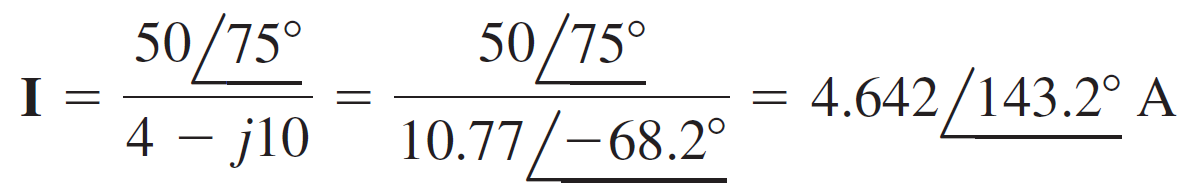 I = 50/75° / 4 − j10 = 50/75° / 10.77/−68.2° = 4.642/143.2° A